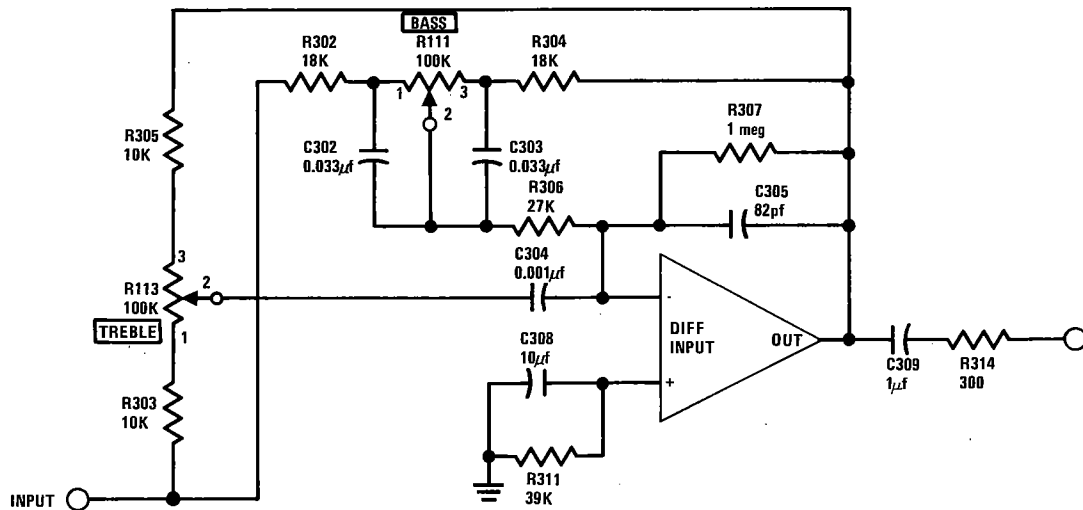 BASS
R302
18K
R111
100K
R304
18K
1
3
2
R305
10K
C302
0.033µf
C303
0.033µf
R307
1 meg
R306
27K
C305
82pf
3
R113
100K
2
TREBLE
1
C304
0.001µf
-
DIFF
INPUT
OUT
+
C308
10µf
R303
10K
R311
39K
C309
1µf
R314
300
INPUT